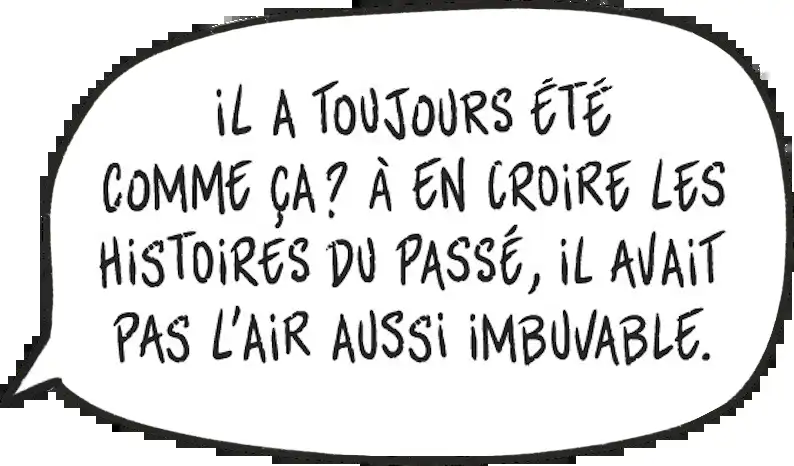 iL A TOUJOURS ÉTÉ
COMME ÇA? À EN CROiRE LES
HiSTOiRES DU PASSÉ, iL AVAiT
PAS L'AiR AUSSi iMBUVABLE.